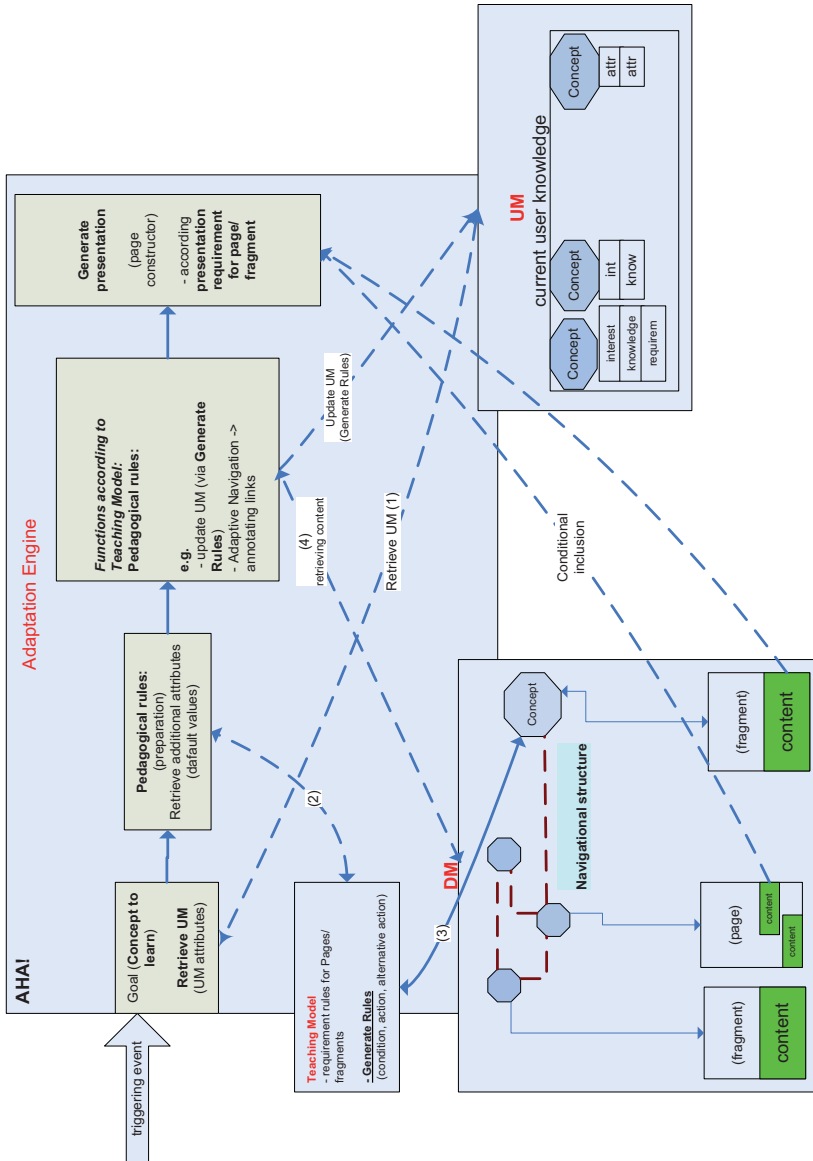 AHA!
Adaptation Engine
triggering event
Goal (Concept to
learn)
Retrieve UM
(UM attributes)
Pedagogical rules:
(preparation)
Retrieve additional attributes
(dafault values)
Functions according to
Teaching Model:
Pedagogical rules:
e.g.
- update UM (via Generate
Rules)
- Adaptive Navigation ->
annotating links
Generate
presentation
(page
constructor)
- according
presentation
requirement
for page/
fragment
Teaching Model
- requirement rules for Pages/
fragments
- Generate Rules
(condition, action, alternative action)
(2)
(3)
(4)
retrieving content
Retrieve UM (1)
Update UM
(Generate Rules)
Conditional
inclusion
DM
Concept
Navigational structure
(fragment)
content
(page)
content
content
(fragment)
content
UM
current user knowledge
Concept
interest
knowledge
requirem
Concept
int
know
Concept
attr
attr